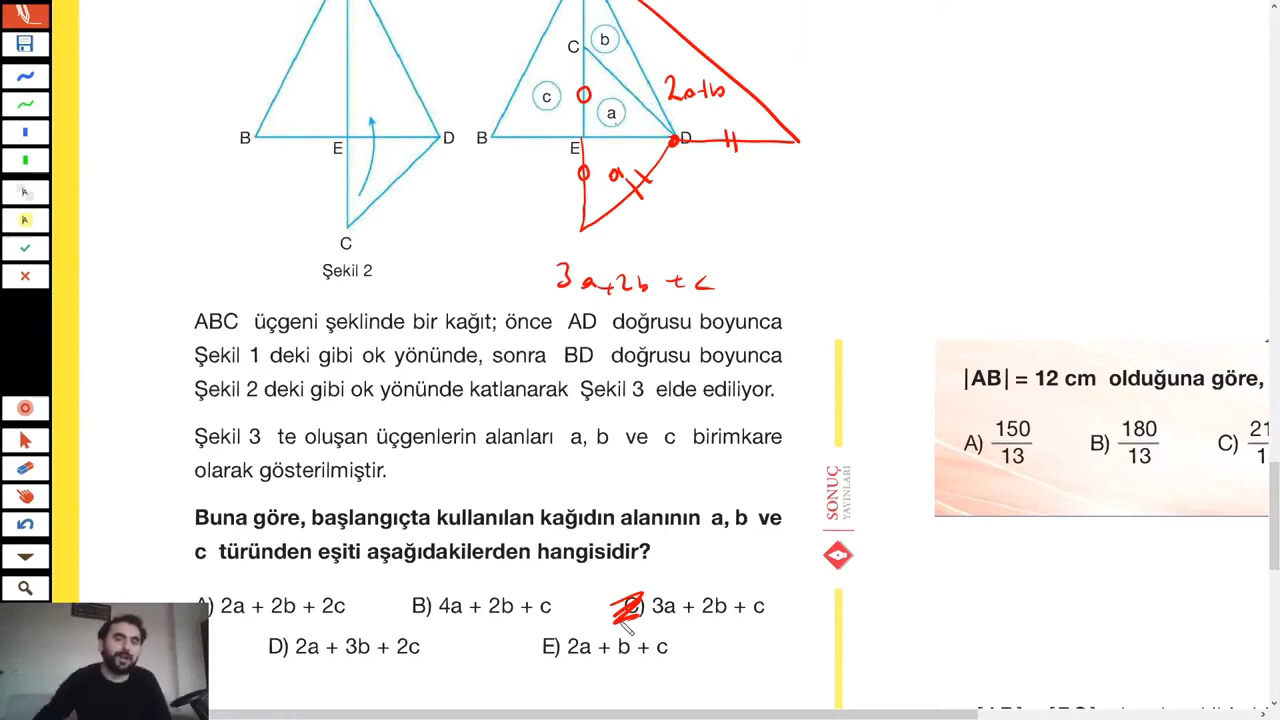 b
C
c
a
2a+b
B
E
D
B
E
D
a
C
Şekil 2
3a+2b+c
ABC üçgeni şeklinde bir kağıt; önce AD doğrusu boyunca
Şekil 1 deki gibi ok yönünde, sonra BD doğrusu boyunca
Şekil 2 deki gibi ok yönünde katlanarak Şekil 3 elde ediliyor.
Şekil 3 te oluşan üçgenlerin alanları a, b ve c birimkare
olarak gösterilmiştir.
Buna göre, başlangıçta kullanılan kağıdın alanının a, b ve
c türünden eşiti aşağıdakilerden hangisidir?
A) 2a + 2b + 2c B) 4a + 2b + c C) 3a + 2b + c
D) 2a + 3b + 2c E) 2a + b + c
SONUÇ
YAYINLARI
|AB| = 12 cm olduğuna göre,
A) 150/13 B) 180/13 C)